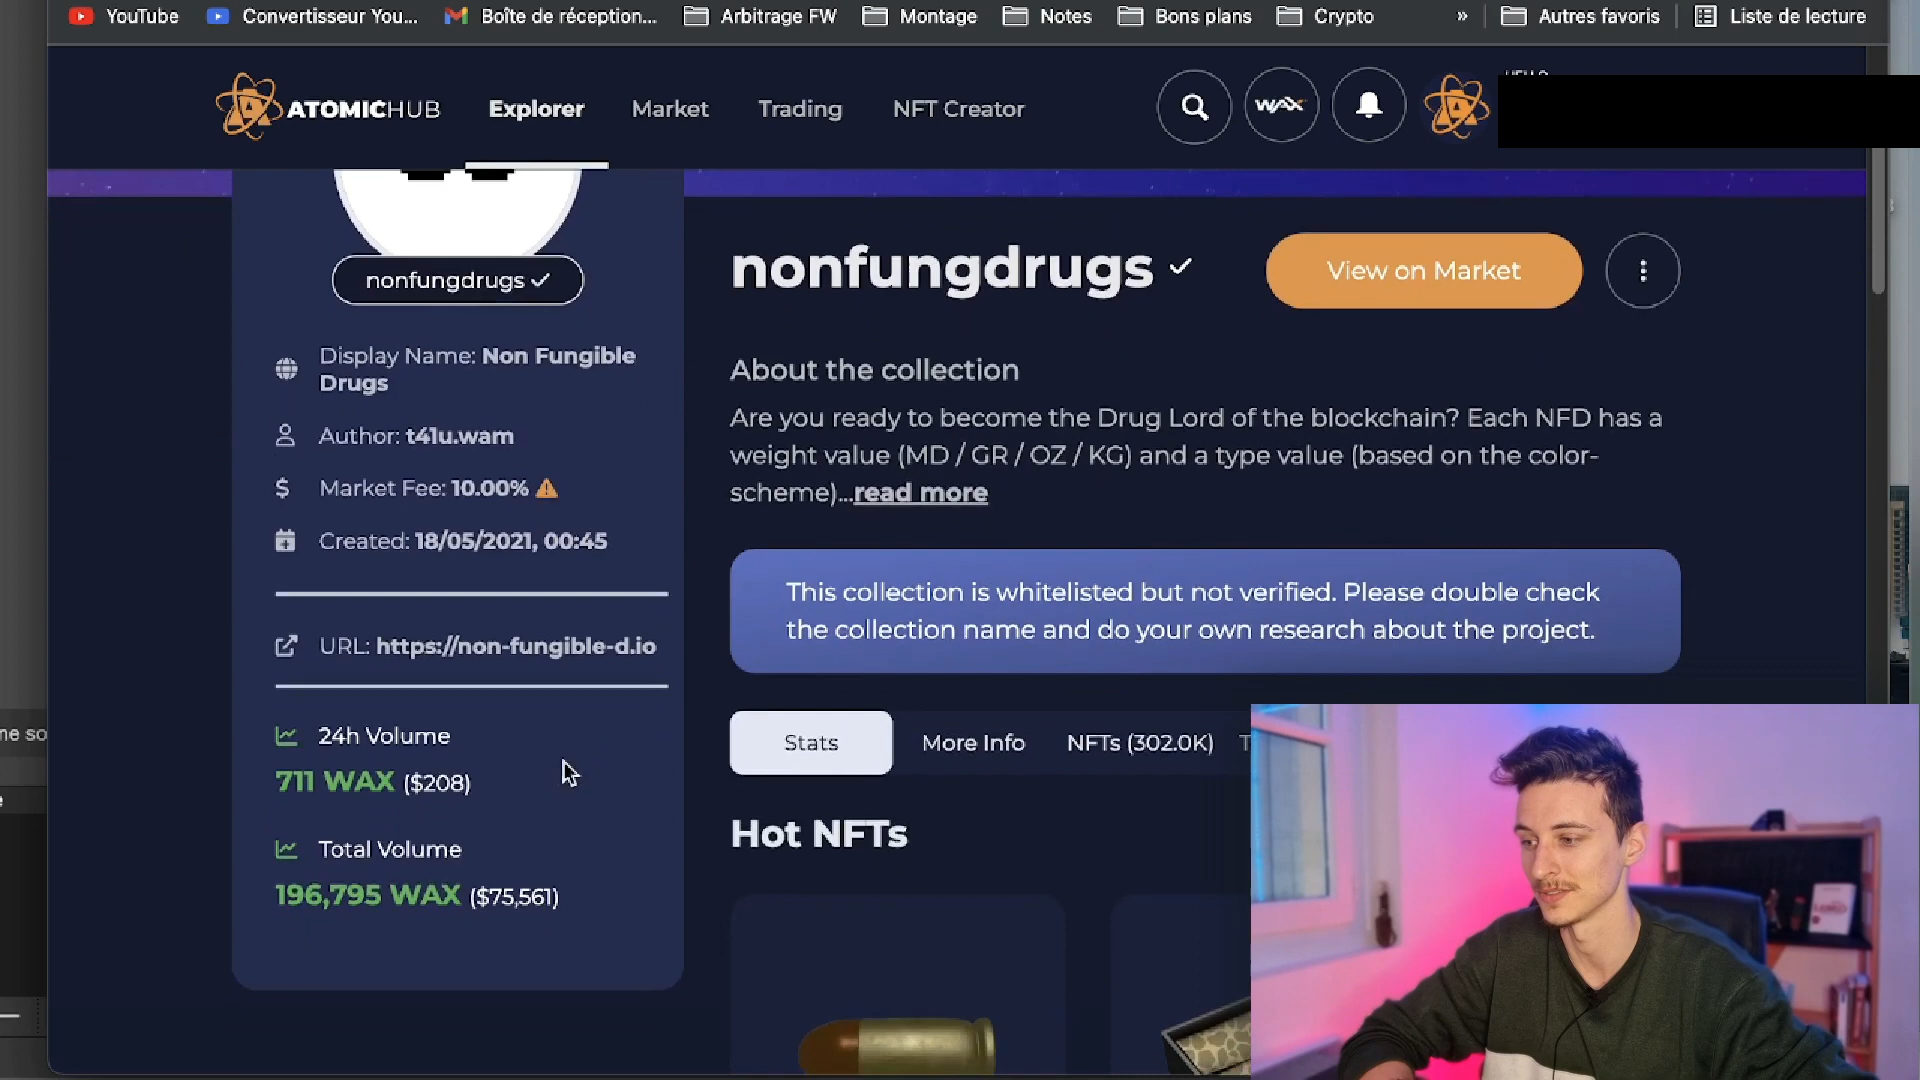 YouTube
Convertisseur You...
Boîte de réception...
Arbitrage FW
Montage
Notes
Bons plans
Crypto
»
Autres favoris
Liste de lecture
ATOMICHUB
Explorer
Market
Trading
NFT Creator
WAX
nonfungdrugs
Display Name: Non Fungible
Drugs
Author: t41u.wam
Market Fee: 10.00%
Created: 18/05/2021, 00:45
URL: https://non-fungible-d.io
24h Volume
711 WAX ($208)
Total Volume
196,795 WAX ($75,561)
nonfungdrugs
View on Market
About the collection
Are you ready to become the Drug Lord of the blockchain? Each NFD has a
weight value (MD / GR / OZ / KG) and a type value (based on the color-
scheme)...read more
This collection is whitelisted but not verified. Please double check
the collection name and do your own research about the project.
Stats
More Info
NFTs (302.0K)
Hot NFTs